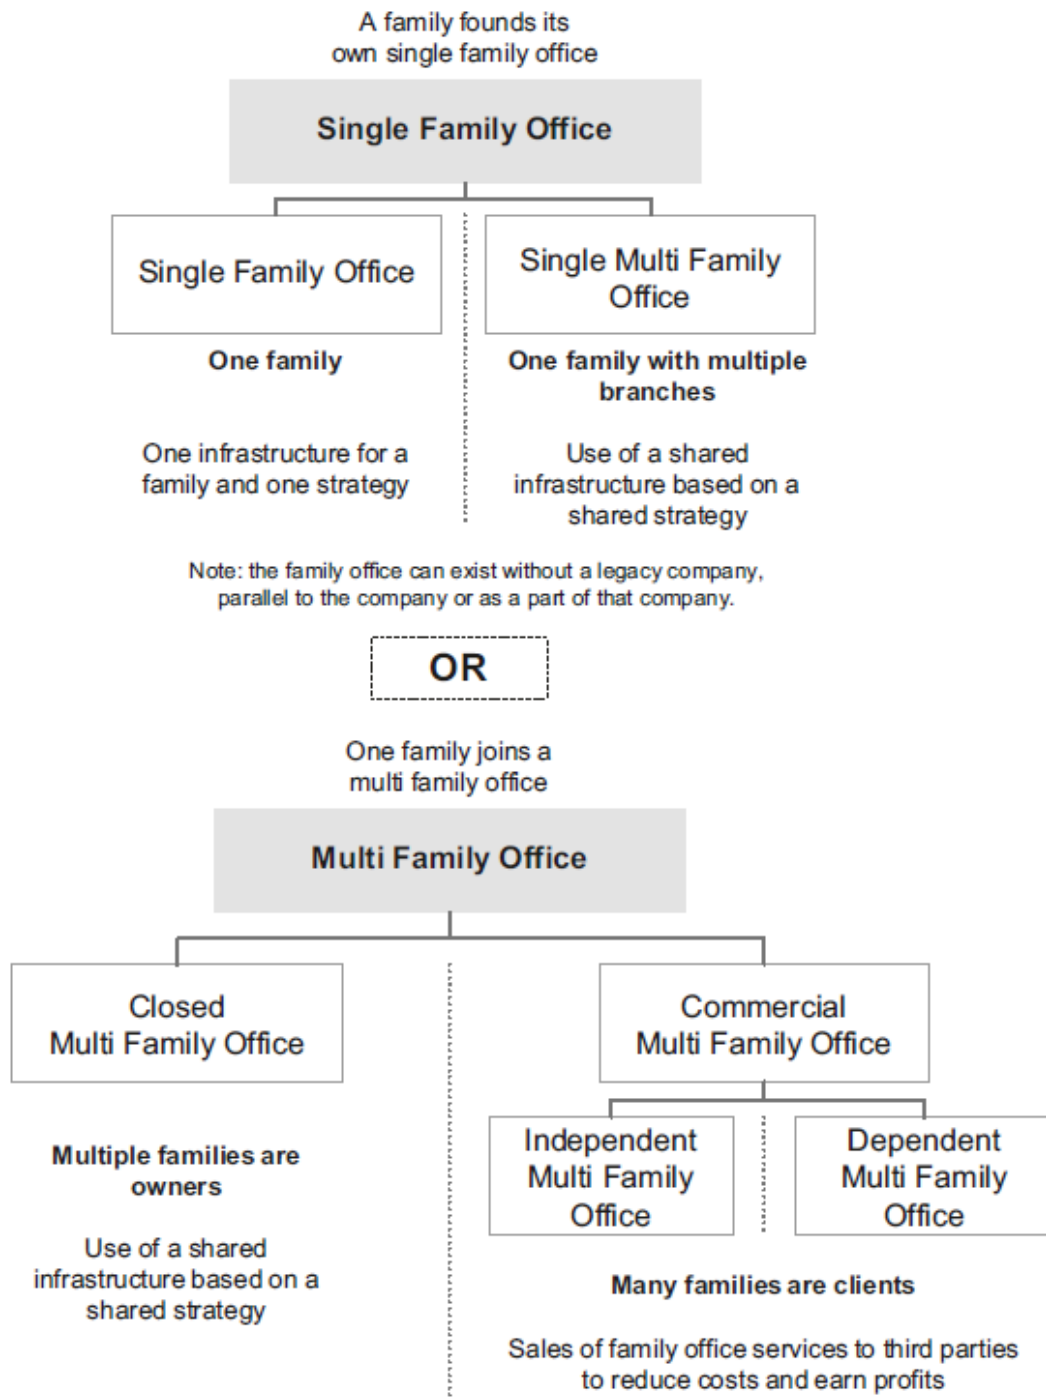 A family founds its
own single family office
Single Family Office
Single Family Office
Single Multi Family
Office
One family
One family with multiple
branches
One infrastructure for a
family and one strategy
Use of a shared
infrastructure based on a
shared strategy
Note: the family office can exist without a legacy company,
parallel to the company or as a part of that company.
OR
One family joins a
multi family office
Multi Family Office
Closed
Multi Family Office
Commercial
Multi Family Office
Independent
Multi Family
Office
Dependent
Multi Family
Office
Multiple families are
owners
Use of a shared
infrastructure based on a
shared strategy
Many families are clients
Sales of family office services to third parties
to reduce costs and earn profits